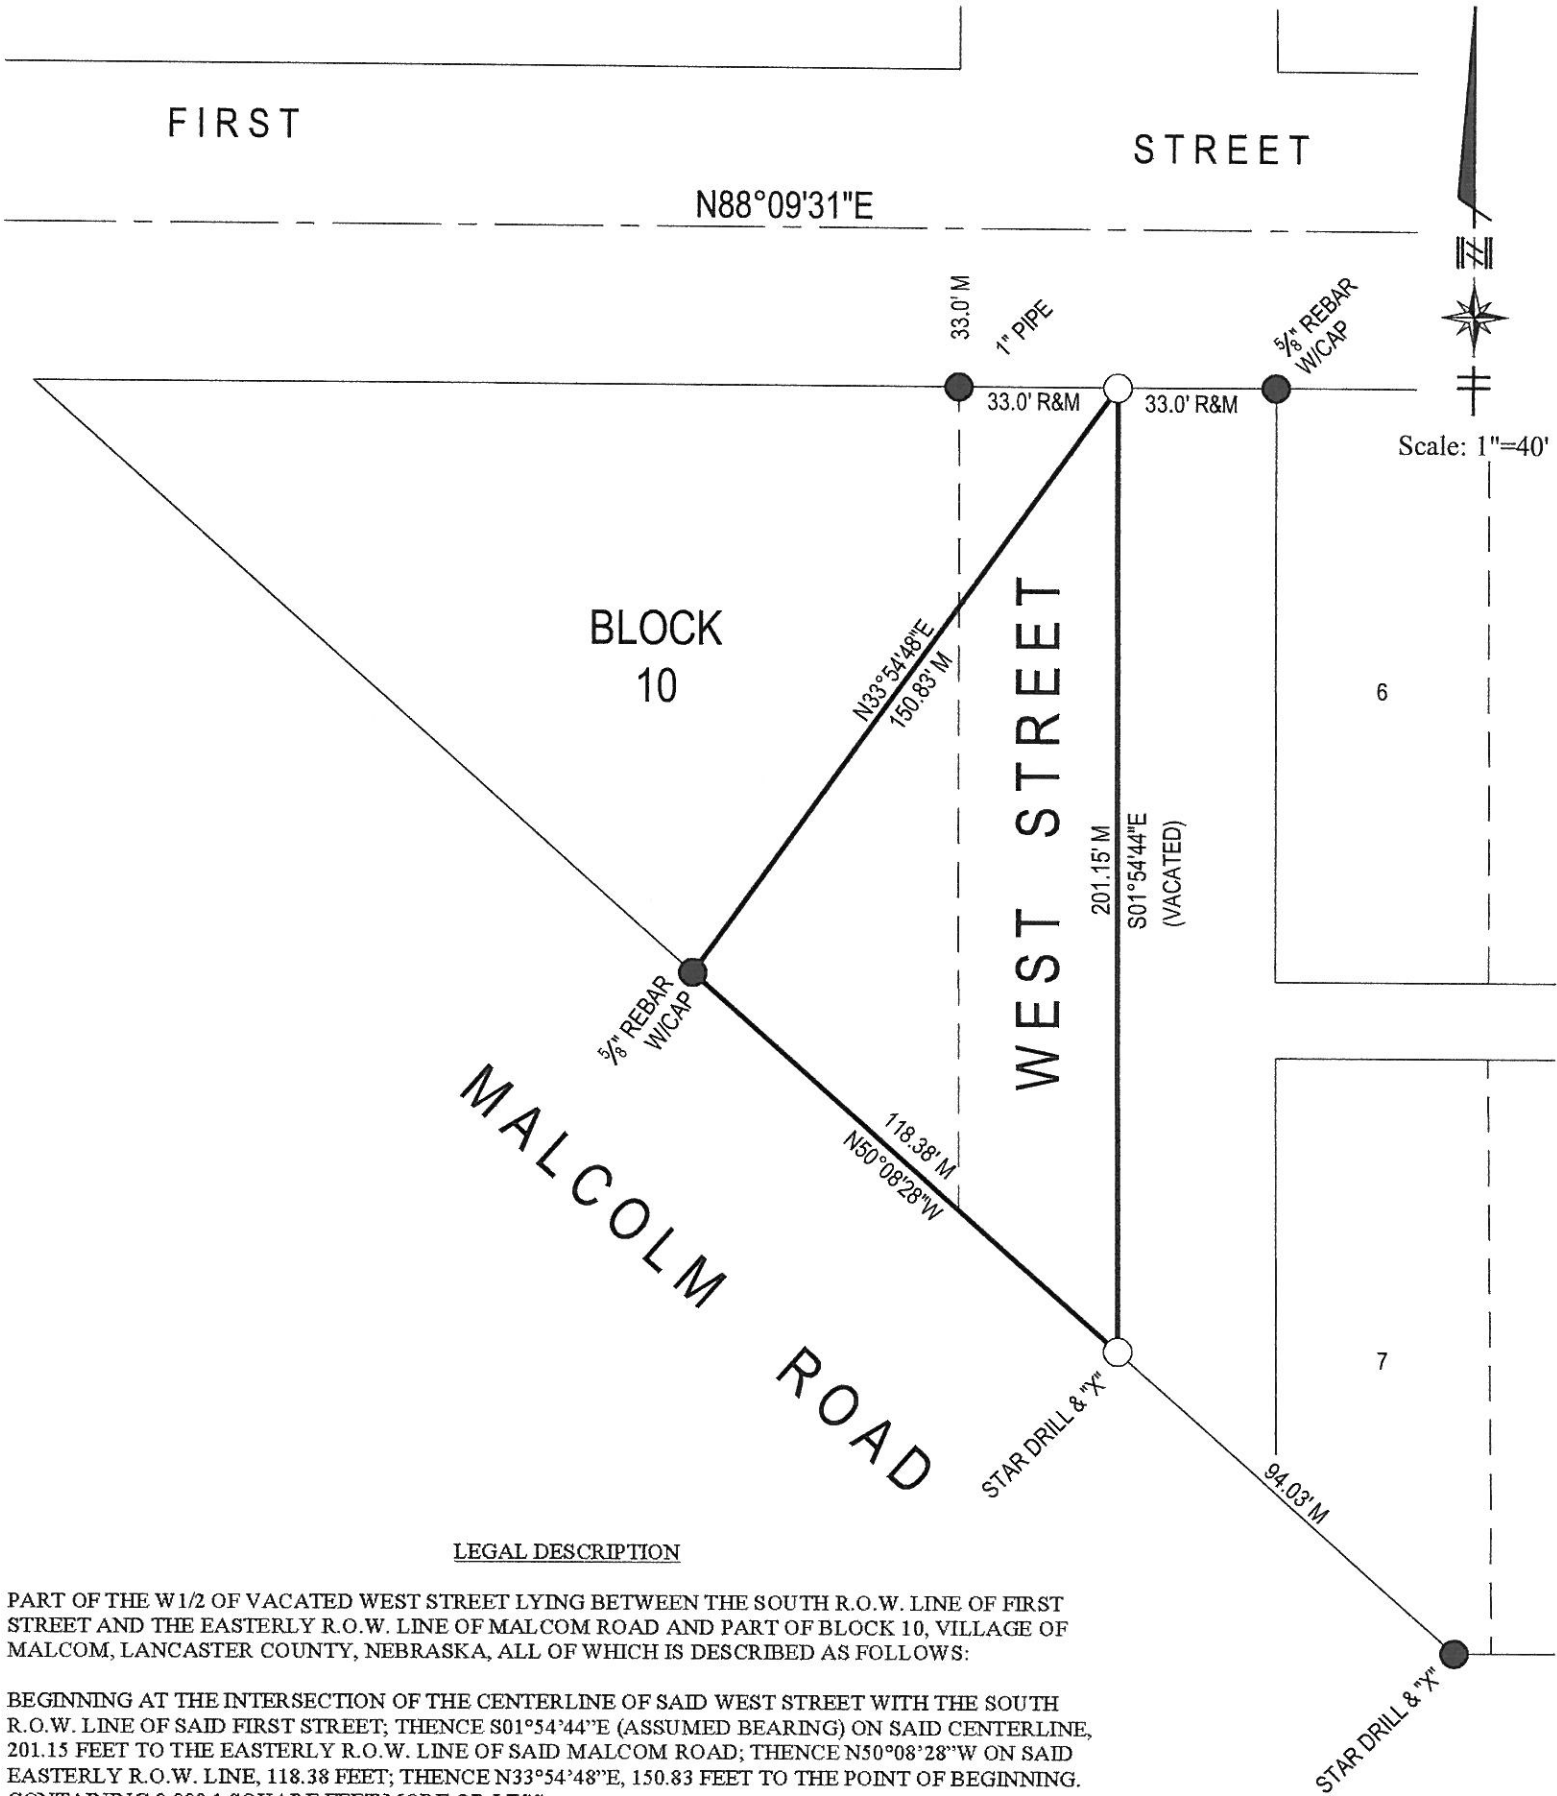 FIRST
STREET
N88°09'31"E
33.0' M
1" PIPE
5/8" REBAR
W/CAP
33.0' R&M
33.0' R&M
N
Scale: 1"=40'
BLOCK
10
N33°54'48"E
150.83' M
WEST STREET
201.15' M
S01°54'44"E
(VACATED)
6
5/8" REBAR
W/CAP
MALCOLM ROAD
118.38' M
N50°08'28"W
7
STAR DRILL & "X"
94.03' M
STAR DRILL & "X"
LEGAL DESCRIPTION
PART OF THE W1/2 OF VACATED WEST STREET LYING BETWEEN THE SOUTH R.O.W. LINE OF FIRST
STREET AND THE EASTERLY R.O.W. LINE OF MALCOM ROAD AND PART OF BLOCK 10, VILLAGE OF
MALCOM, LANCASTER COUNTY, NEBRASKA, ALL OF WHICH IS DESCRIBED AS FOLLOWS:
BEGINNING AT THE INTERSECTION OF THE CENTERLINE OF SAID WEST STREET WITH THE SOUTH
R.O.W. LINE OF SAID FIRST STREET; THENCE S01°54'44"E (ASSUMED BEARING) ON SAID CENTERLINE,
201.15 FEET TO THE EASTERLY R.O.W. LINE OF SAID MALCOM ROAD; THENCE N50°08'28"W ON SAID
EASTERLY R.O.W. LINE, 118.38 FEET; THENCE N33°54'48"E, 150.83 FEET TO THE POINT OF BEGINNING.